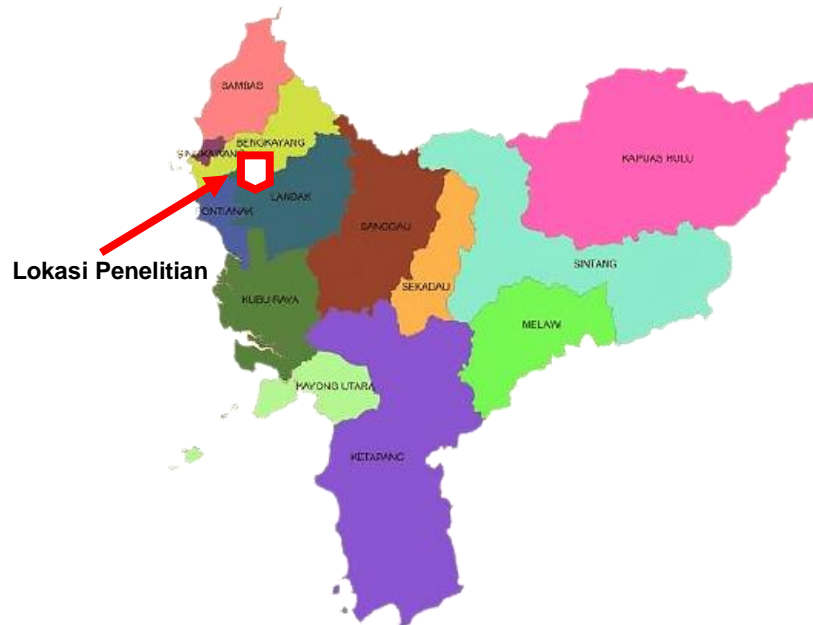 SAMBAS
BENGKAYANG
SINGKAWANG
KAPUAS HULU
LANDAK
PONTIANAK
SANGGAU
Lokasi Penelitian
SINTANG
SEKADAU
KUBU RAYA
MELAWI
KAYONG UTARA
KETAPANG